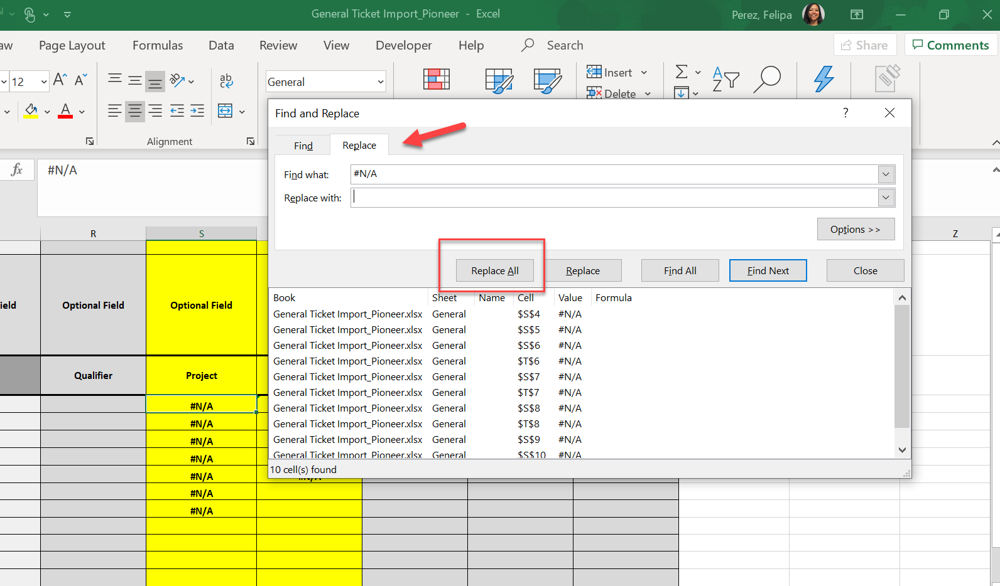 General Ticket Import_Pioneer - Excel
Perez, Felipa
aw Page Layout Formulas Data Review View Developer Help Search Share Comments
12 A A ab General Insert Σ A
c Z
Delete
A
Alignment
Find and Replace ?
Find Replace
fx #N/A
Find what: #N/A
Replace with:
Options >>
R S Z
Replace All Replace Find All Find Next Close
Book Sheet Name Cell Value Formula
ield Optional Field Optional Field
General Ticket Import_Pioneer.xlsx General $S$4 #N/A
General Ticket Import_Pioneer.xlsx General $S$5 #N/A
General Ticket Import_Pioneer.xlsx General $S$6 #N/A
General Ticket Import_Pioneer.xlsx General $T$6 #N/A
General Ticket Import_Pioneer.xlsx General $S$7 #N/A
General Ticket Import_Pioneer.xlsx General $T$7 #N/A
General Ticket Import_Pioneer.xlsx General $S$8 #N/A
General Ticket Import_Pioneer.xlsx General $T$8 #N/A
General Ticket Import_Pioneer.xlsx General $S$9 #N/A
General Ticket Import_Pioneer.xlsx General $S$10 #N/A
10 cell(s) found
Qualifier Project
#N/A
#N/A
#N/A
#N/A
#N/A #N/A
#N/A
#N/A